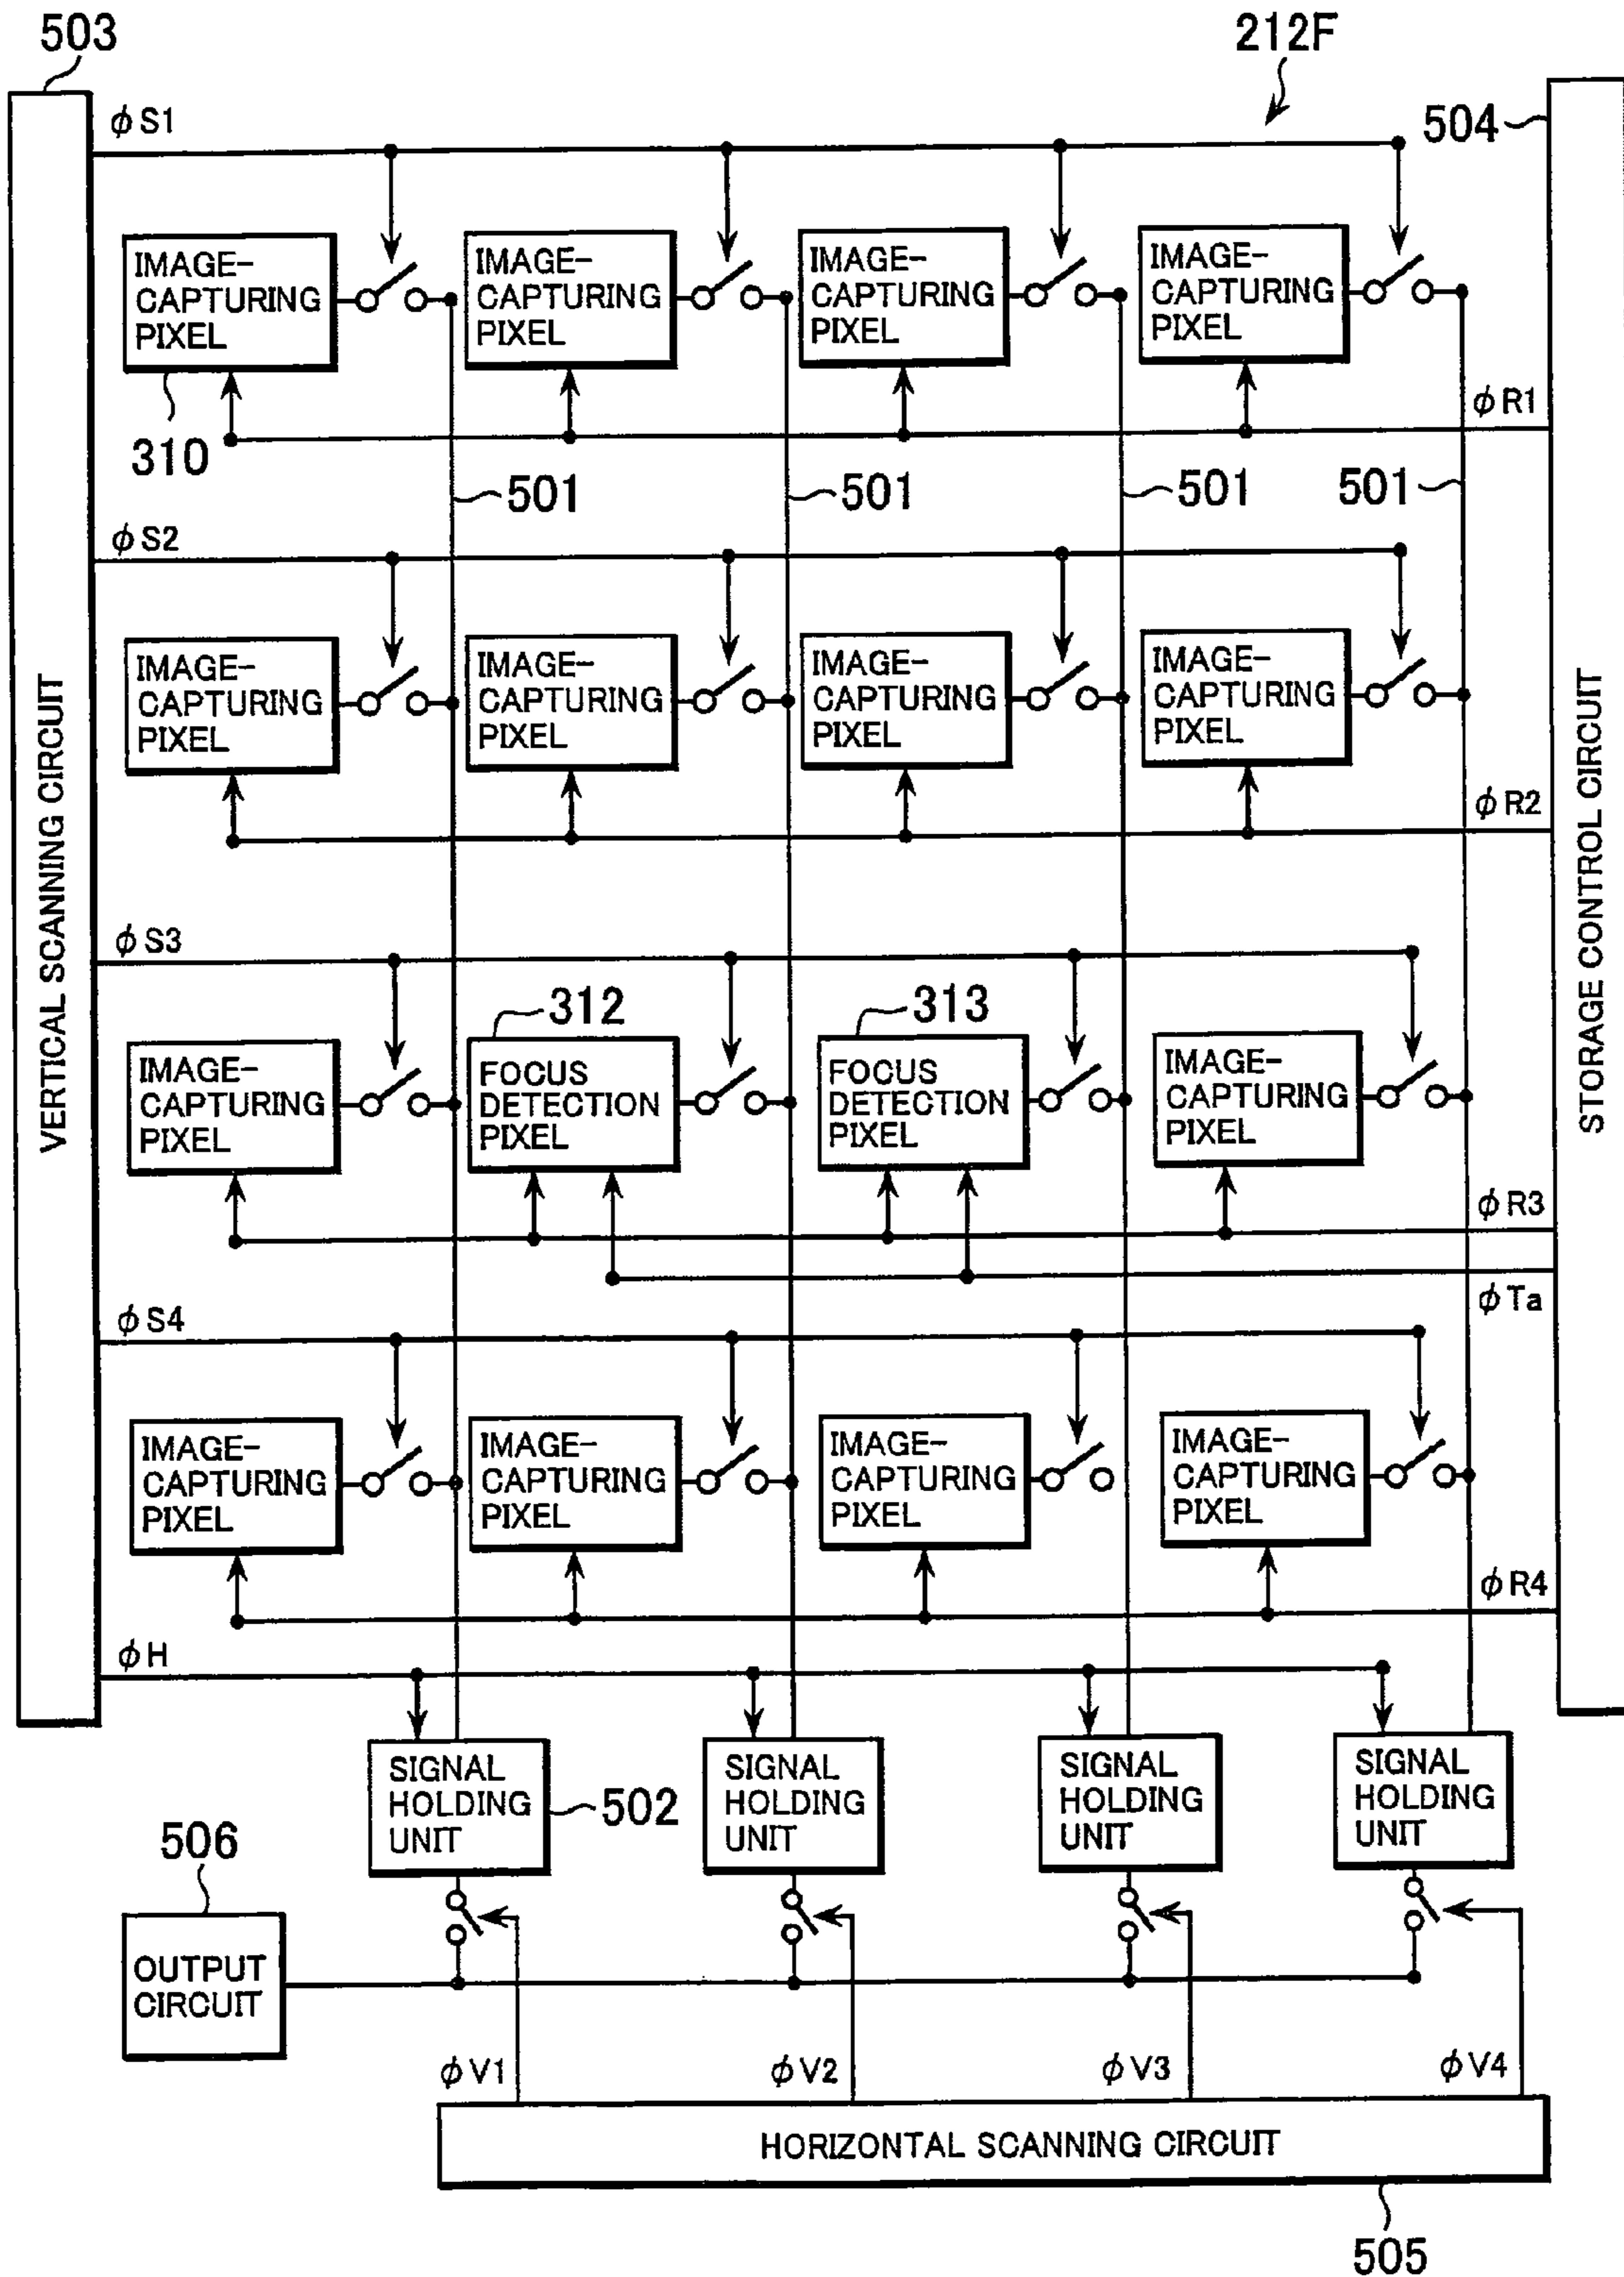 503
212F
φS1
504
IMAGE-
CAPTURING
PIXEL
IMAGE-
CAPTURING
PIXEL
IMAGE-
CAPTURING
PIXEL
IMAGE-
CAPTURING
PIXEL
φR1
310
501
501
501
501
φS2
IMAGE-
CAPTURING
PIXEL
IMAGE-
CAPTURING
PIXEL
IMAGE-
CAPTURING
PIXEL
IMAGE-
CAPTURING
PIXEL
φR2
VERTICAL SCANNING CIRCUIT
STORAGE CONTROL CIRCUIT
φS3
312
313
IMAGE-
CAPTURING
PIXEL
FOCUS
DETECTION
PIXEL
FOCUS
DETECTION
PIXEL
IMAGE-
CAPTURING
PIXEL
φR3
φTa
φS4
IMAGE-
CAPTURING
PIXEL
IMAGE-
CAPTURING
PIXEL
IMAGE-
CAPTURING
PIXEL
IMAGE-
CAPTURING
PIXEL
φR4
φH
SIGNAL
HOLDING
UNIT
502
SIGNAL
HOLDING
UNIT
SIGNAL
HOLDING
UNIT
SIGNAL
HOLDING
UNIT
506
OUTPUT
CIRCUIT
φV1
φV2
φV3
φV4
HORIZONTAL SCANNING CIRCUIT
505